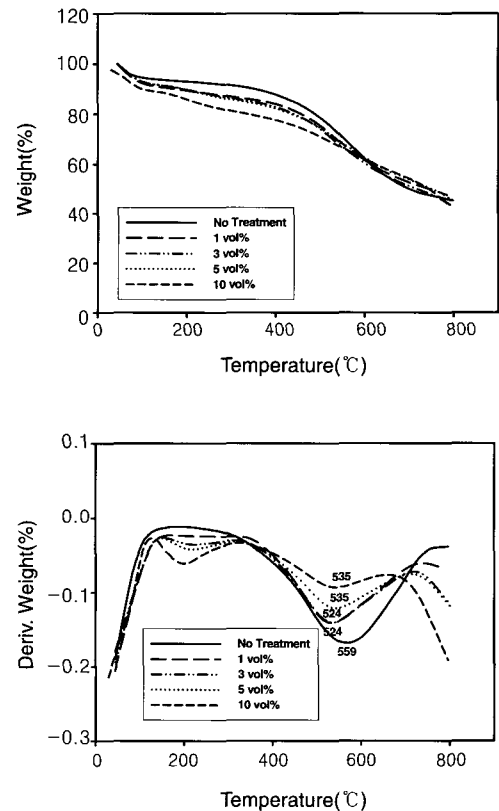 120
100
80
60
40
20
0
Weight(%)
No Treatment
1 vol%
3 vol%
5 vol%
10 vol%
0 200 400 600 800
Temperature(℃)
0.1
0.0
−0.1
−0.2
−0.3
Deriv. Weight(%)
535
535
524
524
559
No Treatment
1 vol%
3 vol%
5 vol%
10 vol%
0 200 400 600 800
Temperature(℃)